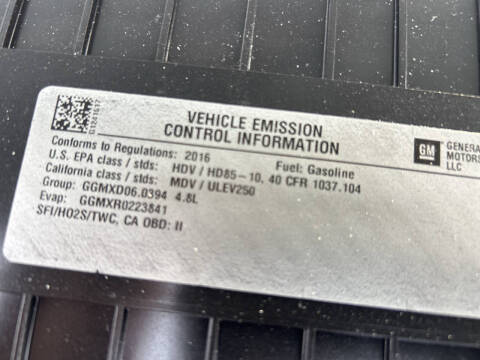 VEHICLE EMISSION
CONTROL INFORMATION
Conforms to Regulations: 2016 Fuel: Gasoline
U.S. EPA class / stds: HDV / HD85-10, 40 CFR 1037.104
California class / stds: MDV / ULEV250
Group: GGMXD06.0394 4.8L
Evap: GGMXR0223841
SFI/HO2S/TWC, CA OBD: II
GM
GENERA
MOTORS
LLC